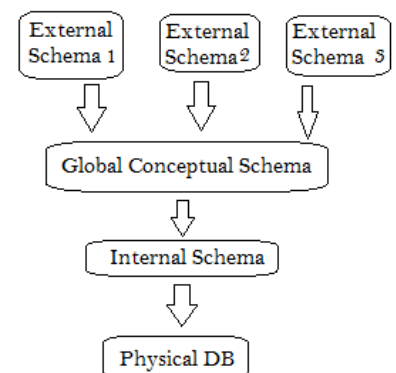 External
Schema 1
External
Schema 2
External
Schema 3
Global Conceptual Schema
Internal Schema
Physical DB